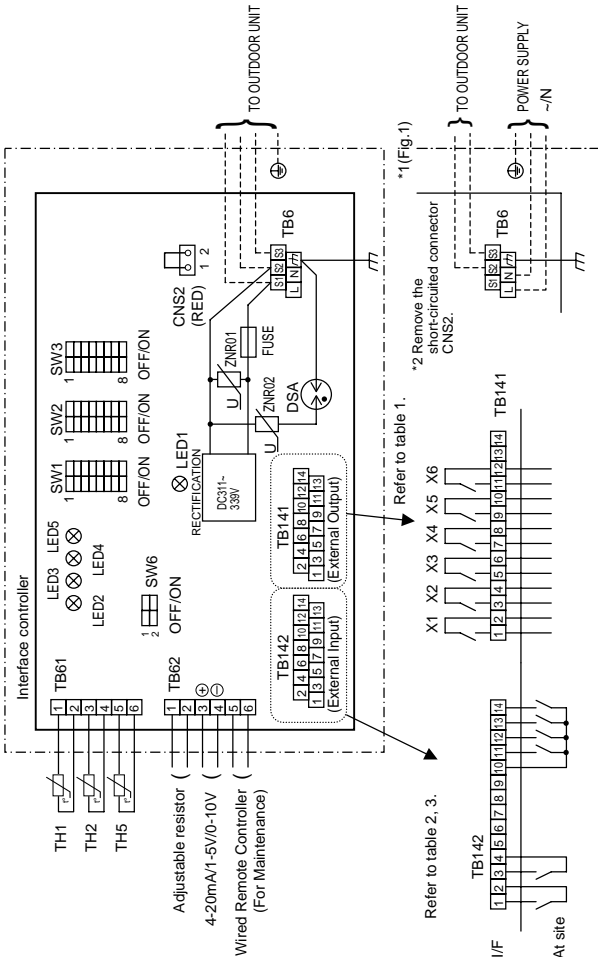 Interface controller
TH1
TH2
TH5
t°
t°
t°
1 2 3 4 5 6
TB61
Adjustable resistor
4-20mA/1-5V/0-10V
Wired Remote Controller
(For Maintenance)
1 2 3 4 5 6
⊕
⊖
TB62
LED3 LED5
LED2 LED4
1
2
SW6
OFF/ON
SW1
1
8
OFF/ON
SW2
1
8
OFF/ON
SW3
1
8
OFF/ON
LED1
RECTIFICATION
DC311~
339V
CNS2
(RED)
1 2
U
ZNR01
FUSE
U
ZNR02
DSA
S1 S2 S3
L N
TB6
TO OUTDOOR UNIT
TB142
2 4 6 8 10 12 14
1 3 5 7 9 11 13
(External Input)
TB141
2 4 6 8 10 12 14
1 3 5 7 9 11 13
(External Output)
Refer to table 2, 3.
Refer to table 1.
TB142
1 2 3 4 5 6 7 8 9 10 11 12 13 14
I/F
At site
X1 X2 X3 X4 X5 X6
1 2 3 4 5 6 7 8 9 10 11 12 13 14
TB141
*2 Remove the
short-circuited connector
CNS2.
*1(Fig.1)
S1 S2 S3
L N
TB6
TO OUTDOOR UNIT
POWER SUPPLY
~/N